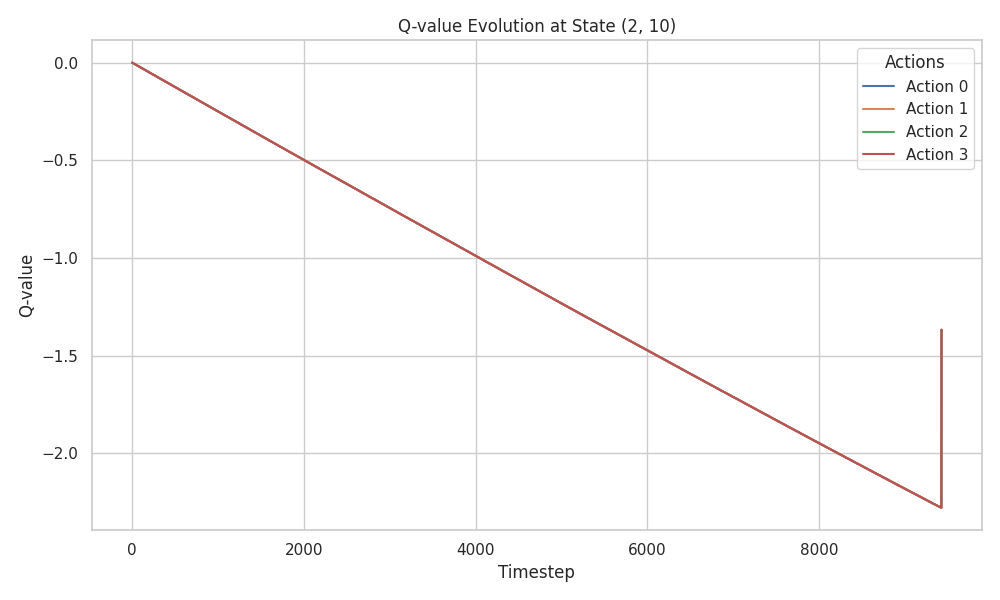 Q-value Evolution at State (2, 10)
Actions
Action 0
Action 1
Action 2
Action 3
Q-value
0.0
−0.5
−1.0
−1.5
−2.0
0
2000
4000
6000
8000
Timestep